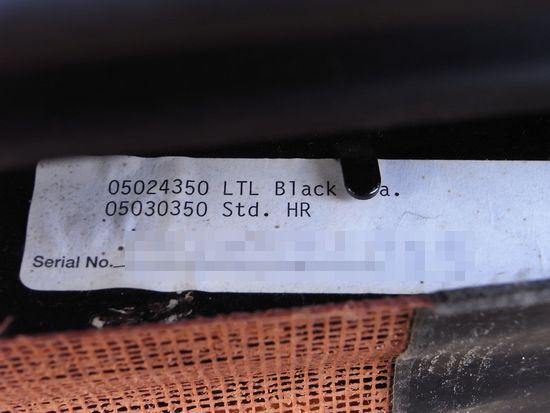 05024350 LTL Black a.
05030350 Std. HR
Serial No.